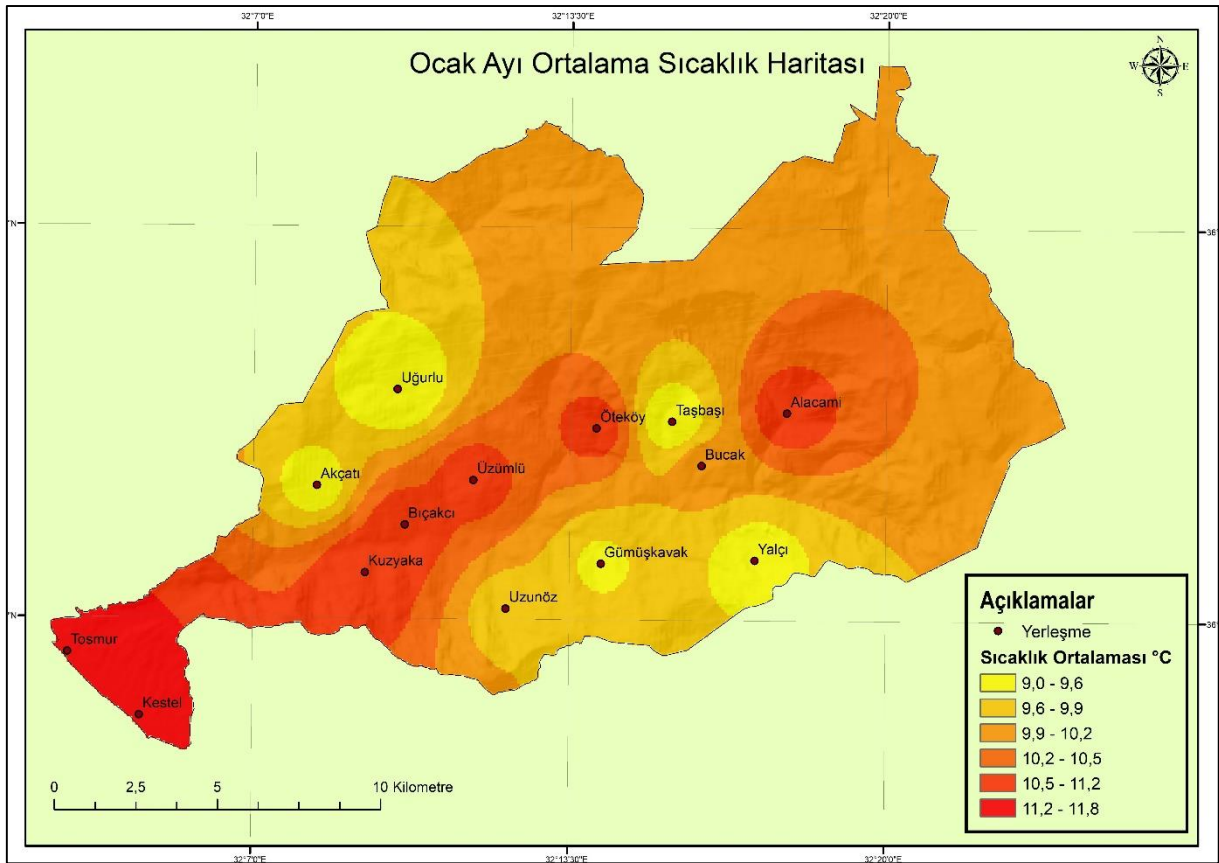 32°7'0"E 32°13'30"E 32°20'0"E
Ocak Ayı Ortalama Sıcaklık Haritası
N
W E
S
Uğurlu
Öteköy
Taşbaşı
Alacami
Bucak
Akçatı
Üzümlü
Bıçakcı
Kuzyaka
Gümüşkavak
Yalçı
Uzunöz
Tosmur
Kestel
Açıklamalar
Yerleşme
Sıcaklık Ortalaması °C
9,0 - 9,6
9,6 - 9,9
9,9 - 10,2
10,2 - 10,5
10,5 - 11,2
11,2 - 11,8
0 2,5 5 10 Kilometre
32°7'0"E 32°13'30"E 32°20'0"E